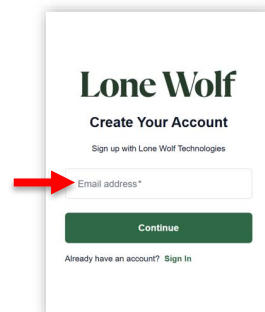 Lone Wolf
Create Your Account
Sign up with Lone Wolf Technologies
Email address*
Continue
Already have an account? Sign In